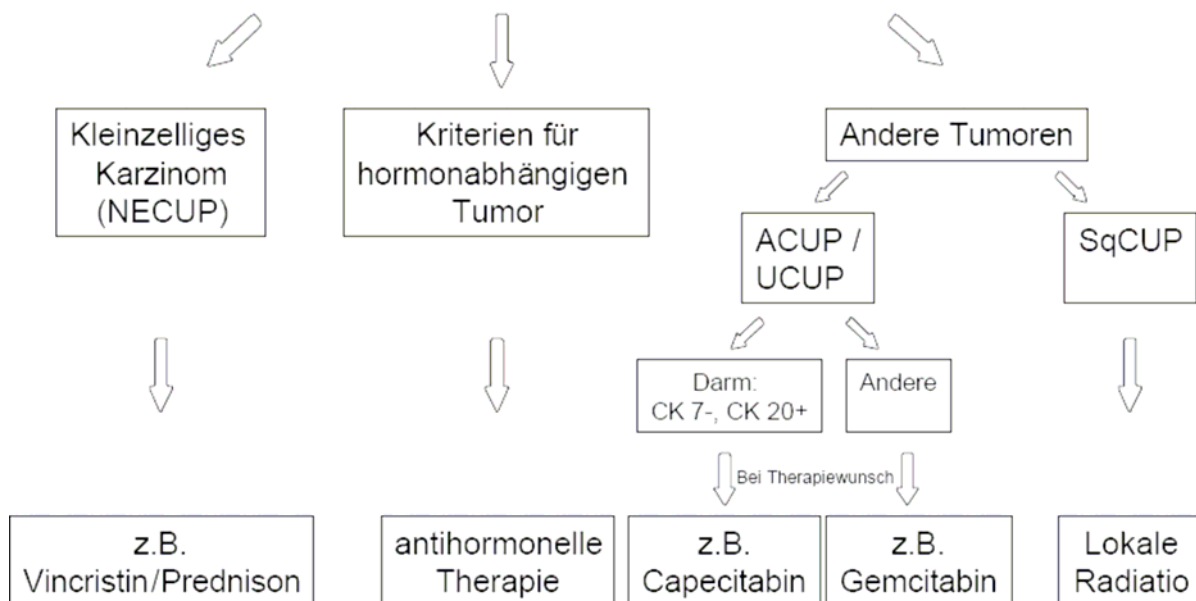 Kleinzelliges
Karzinom
(NECUP)
Kriterien für
hormonabhängigen
Tumor
Andere Tumoren
ACUP /
UCUP
SqCUP
Darm:
CK 7-, CK 20+
Andere
Bei Therapiewunsch
z.B.
Vincristin/Prednison
antihormonelle
Therapie
z.B.
Capecitabin
z.B.
Gemcitabin
Lokale
Radiatio